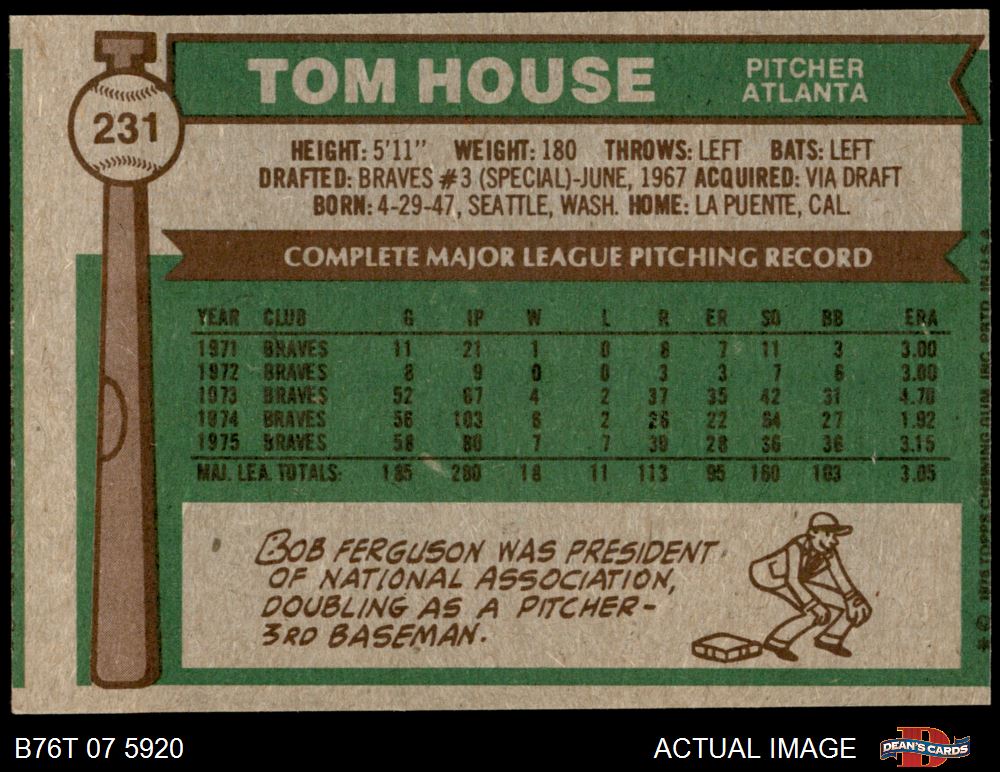 231
TOM HOUSE
PITCHER
ATLANTA
HEIGHT: 5'11" WEIGHT: 180 THROWS: LEFT BATS: LEFT
DRAFTED: BRAVES #3 (SPECIAL)-JUNE, 1967 ACQUIRED: VIA DRAFT
BORN: 4-29-47, SEATTLE, WASH. HOME: LA PUENTE, CAL.
COMPLETE MAJOR LEAGUE PITCHING RECORD
YEAR CLUB G IP W L R ER SO BB ERA
1971 BRAVES 11 21 1 0 8 7 11 3 3.00
1972 BRAVES 8 9 0 0 3 3 7 6 3.00
1973 BRAVES 52 67 4 2 37 35 42 31 4.70
1974 BRAVES 56 103 6 2 26 22 64 27 1.92
1975 BRAVES 58 80 7 7 39 28 36 36 3.15
MAJ. LEA. TOTALS: 185 280 18 11 113 95 160 103 3.05
BOB FERGUSON WAS PRESIDENT
OF NATIONAL ASSOCIATION,
DOUBLING AS A PITCHER-
3RD BASEMAN.
© 1976 TOPPS CHEWING GUM INC. PRTD. IN U.S.A.
B76T 07 5920
ACTUAL IMAGE
DEAN'S CARDS